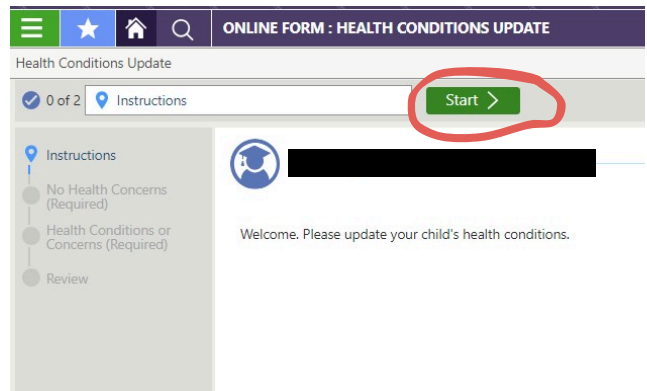 ONLINE FORM : HEALTH CONDITIONS UPDATE
Health Conditions Update
0 of 2 Instructions Start
Instructions
No Health Concerns
(Required)
Health Conditions or
Concerns (Required)
Review
Welcome. Please update your child's health conditions.